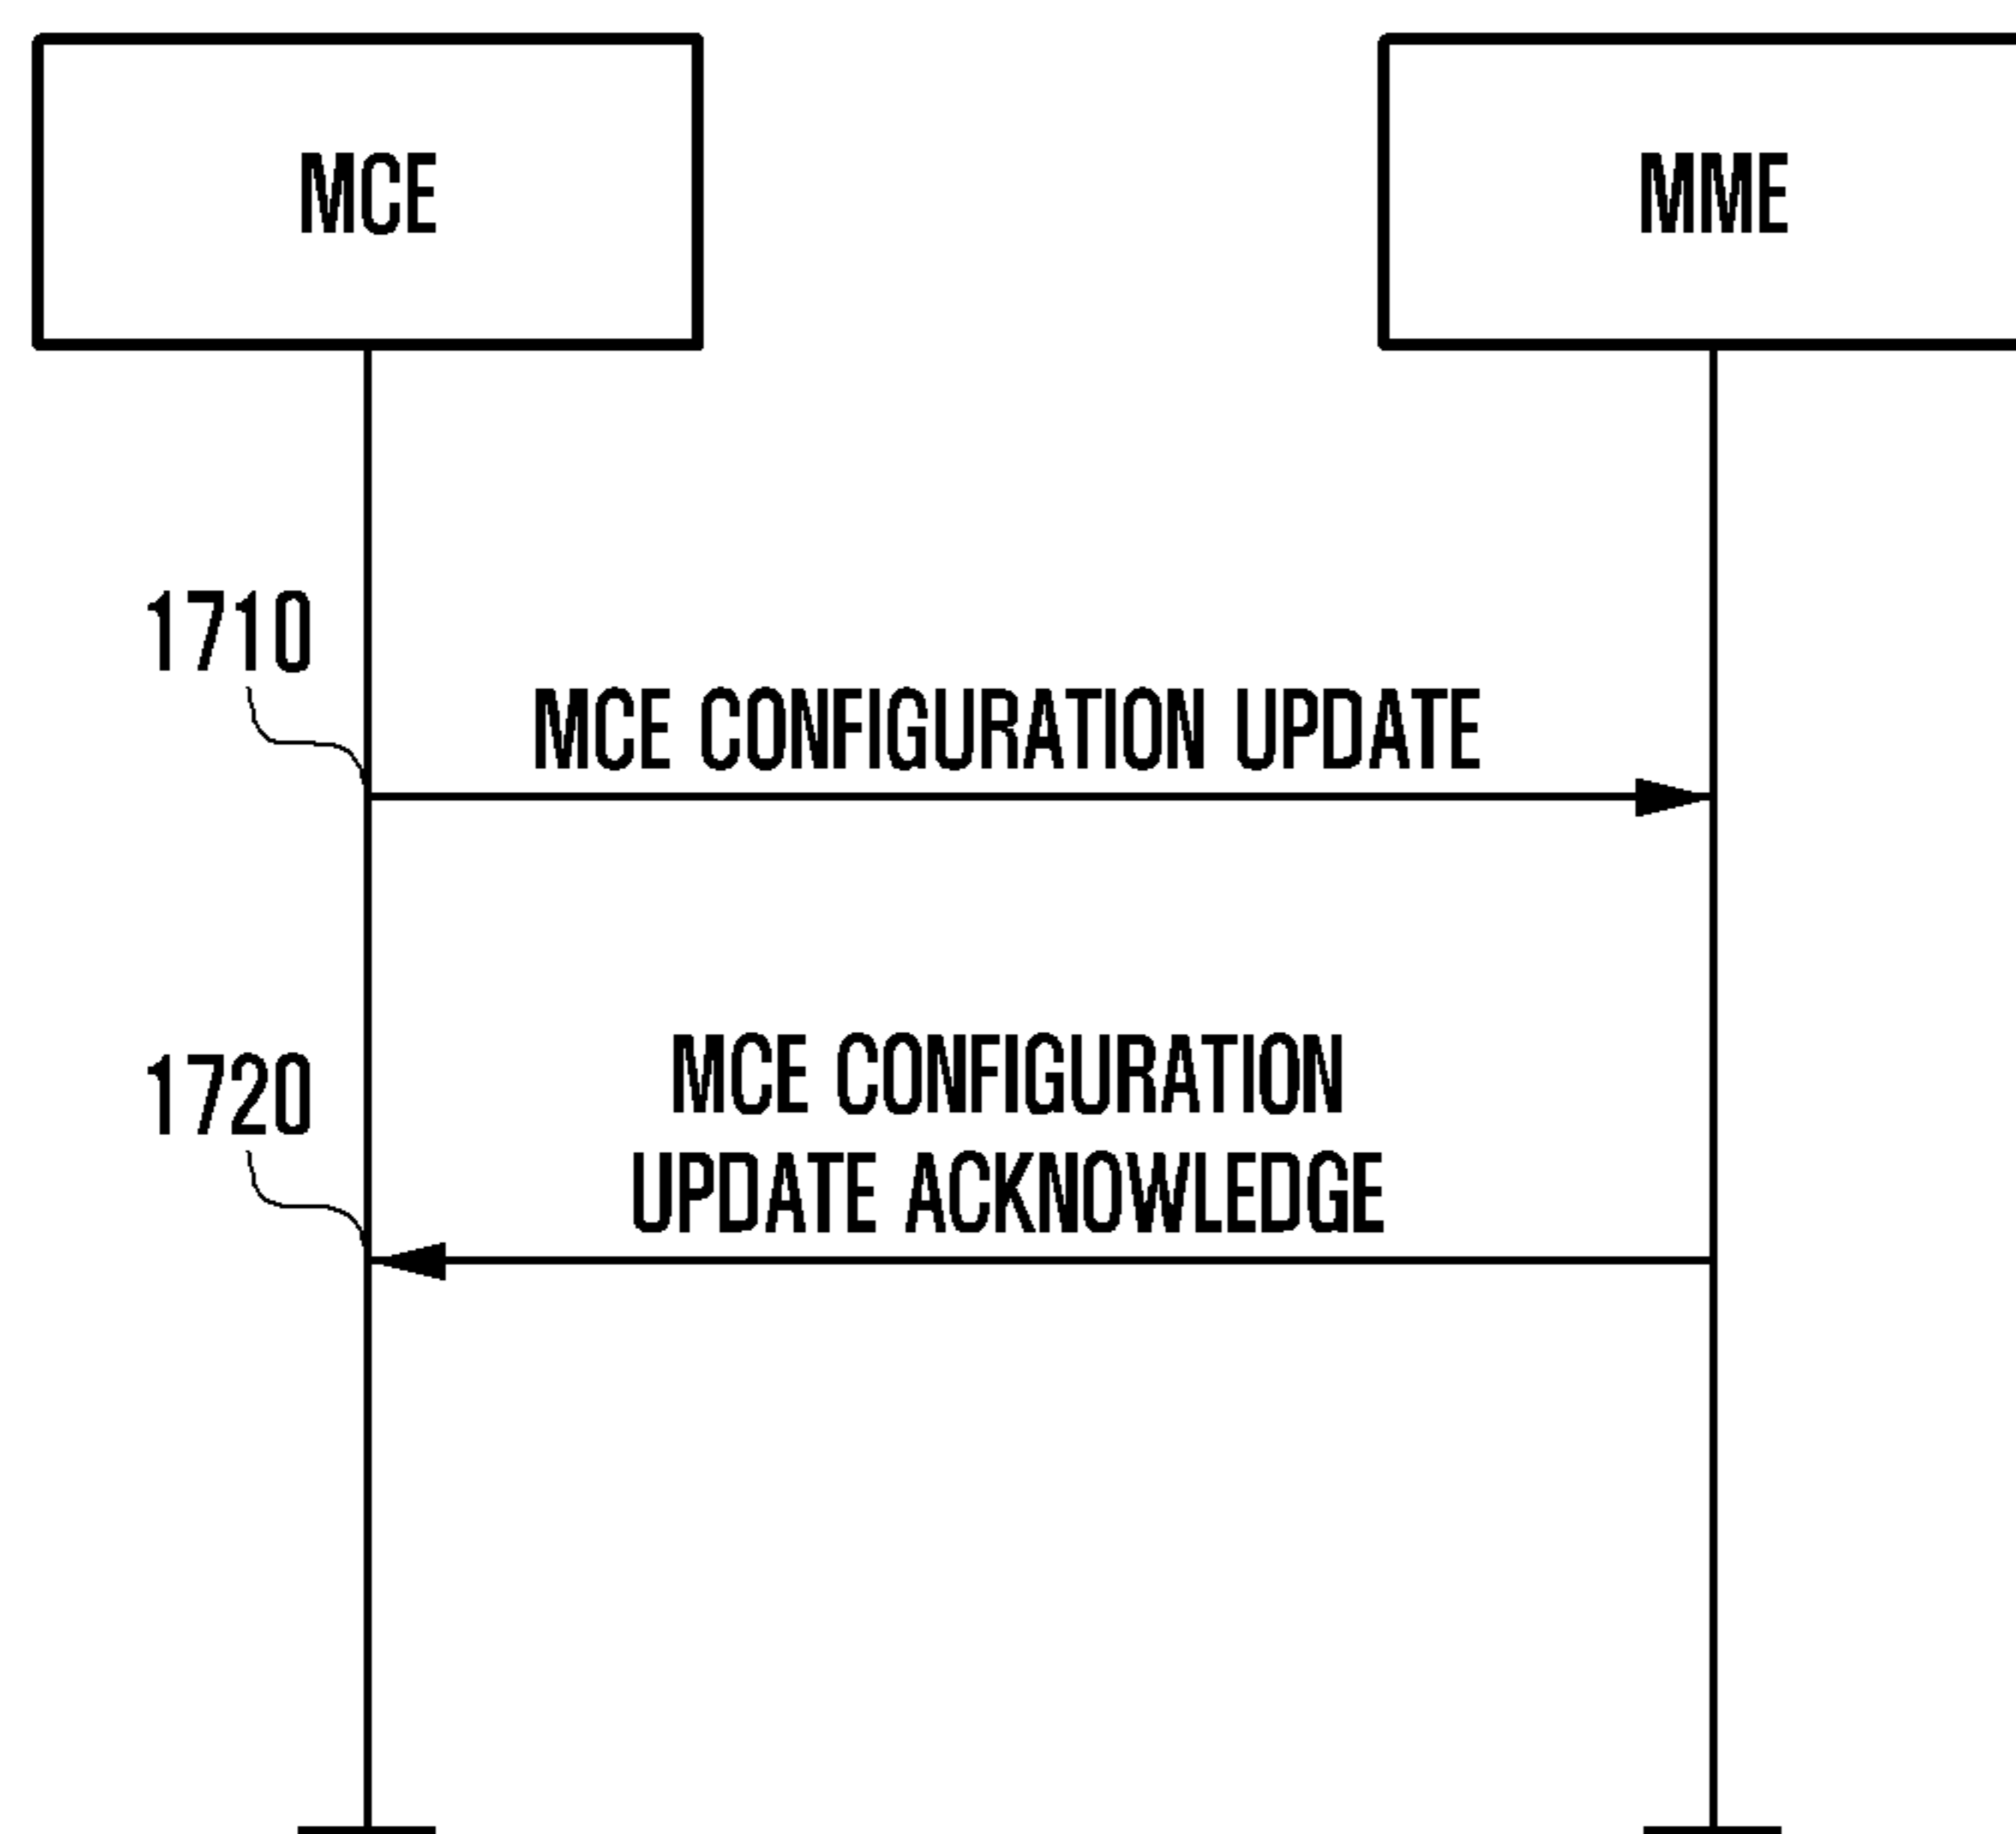 MCE
MME
1710
MCE CONFIGURATION UPDATE
1720
MCE CONFIGURATION
UPDATE ACKNOWLEDGE